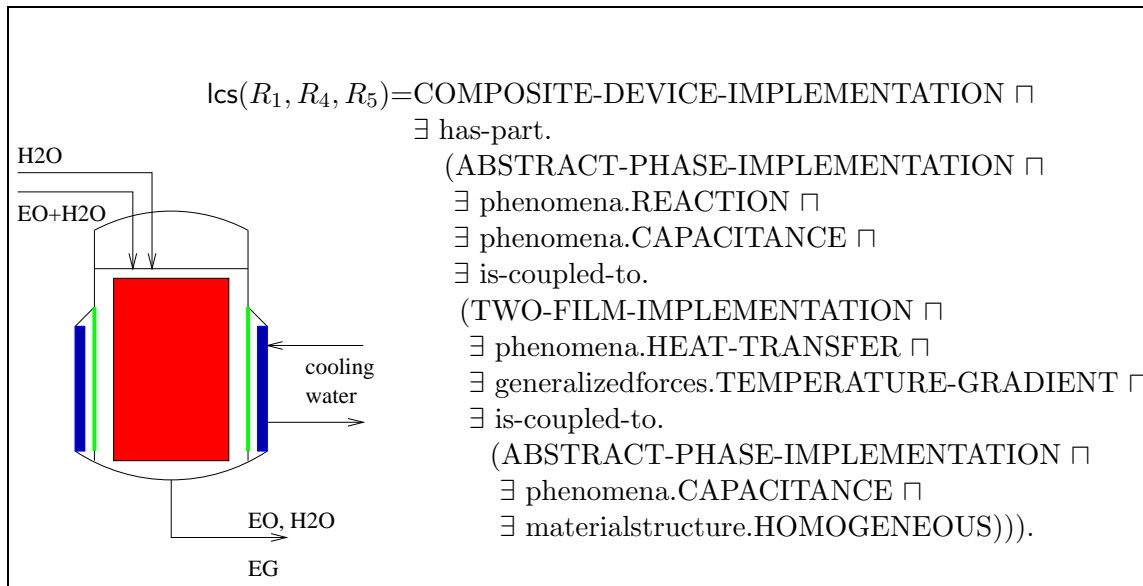 lcs(R₁, R₄, R₅)=COMPOSITE-DEVICE-IMPLEMENTATION ⊓
∃ has-part.
(ABSTRACT-PHASE-IMPLEMENTATION ⊓
∃ phenomena.REACTION ⊓
∃ phenomena.CAPACITANCE ⊓
∃ is-coupled-to.
(TWO-FILM-IMPLEMENTATION ⊓
∃ phenomena.HEAT-TRANSFER ⊓
∃ generalizedforces.TEMPERATURE-GRADIENT ⊓
∃ is-coupled-to.
(ABSTRACT-PHASE-IMPLEMENTATION ⊓
∃ phenomena.CAPACITANCE ⊓
∃ materialstructure.HOMOGENEOUS))).
H2O
EO+H2O
cooling
water
EO, H2O
EG